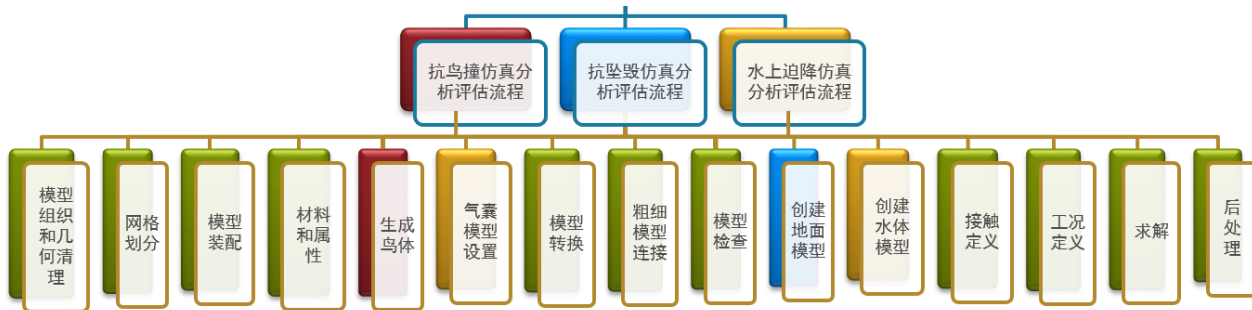 抗鸟撞仿真分
析评估流程
抗坠毁仿真分
析评估流程
水上迫降仿真
分析评估流程
模型
组织
和几
何清
理
网格
划分
模型
装配
材料
和属
性
生成
鸟体
气囊
模型
设置
模型
转换
粗细
模型
连接
模型
检查
创建
地面
模型
创建
水体
模型
接触
定义
工况
定义
求解
后
处
理